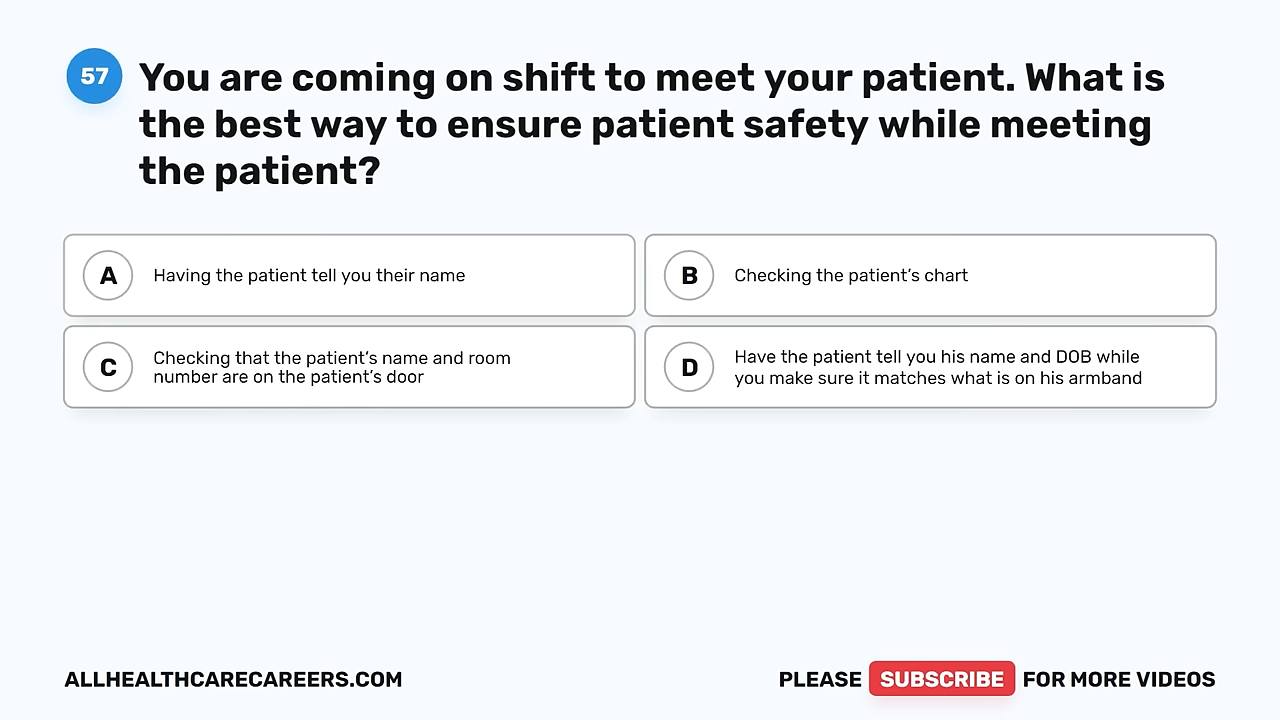 57
You are coming on shift to meet your patient. What is
the best way to ensure patient safety while meeting
the patient?
A
Having the patient tell you their name
B
Checking the patient's chart
C
Checking that the patient's name and room
number are on the patient's door
D
Have the patient tell you his name and DOB while
you make sure it matches what is on his armband
ALLHEALTHCARECAREERS.COM
PLEASE SUBSCRIBE FOR MORE VIDEOS